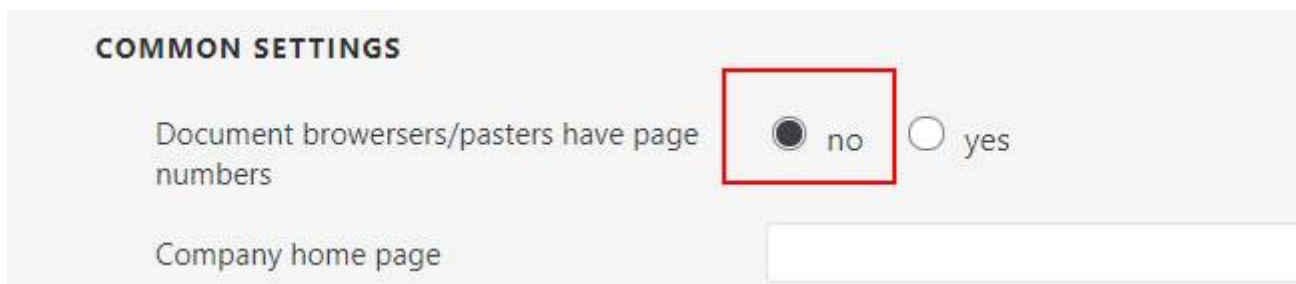 COMMON SETTINGS
Document browersers/pasters have page no yes
numbers
Company home page